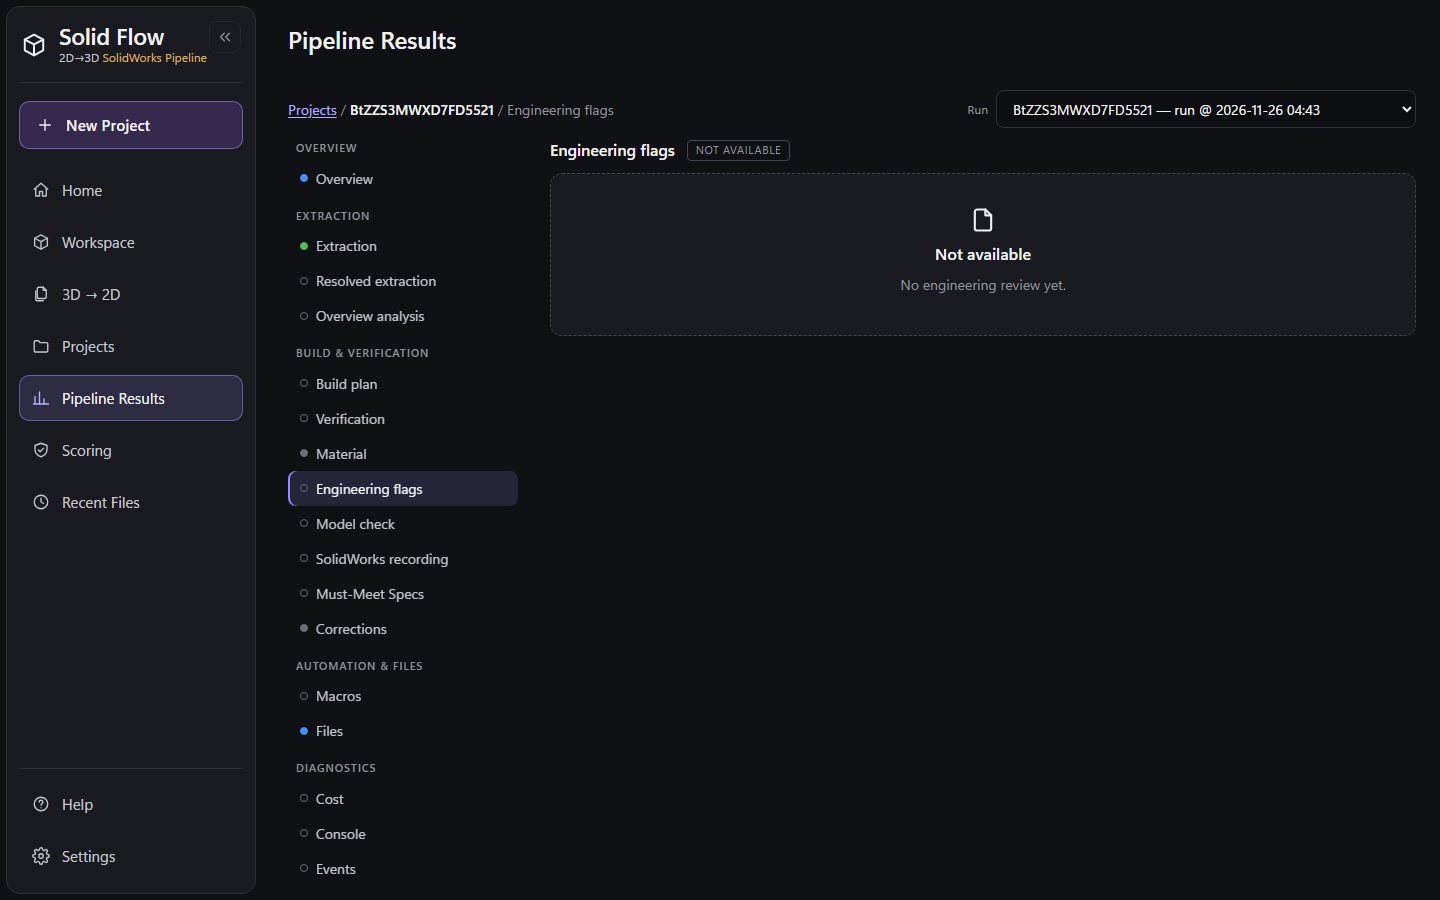 Solid Flow
2D→3D SolidWorks Pipeline
New Project
Home
Workspace
3D → 2D
Projects
Pipeline Results
Scoring
Recent Files
Help
Settings
Pipeline Results
Projects / BtZZS3MWXD7FD5521 / Engineering flags
Run
BtZZS3MWXD7FD5521 — run @ 2026-11-26 04:43
OVERVIEW
Overview
EXTRACTION
Extraction
Resolved extraction
Overview analysis
BUILD & VERIFICATION
Build plan
Verification
Material
Engineering flags
Model check
SolidWorks recording
Must-Meet Specs
Corrections
AUTOMATION & FILES
Macros
Files
DIAGNOSTICS
Cost
Console
Events
Engineering flags NOT AVAILABLE
Not available
No engineering review yet.